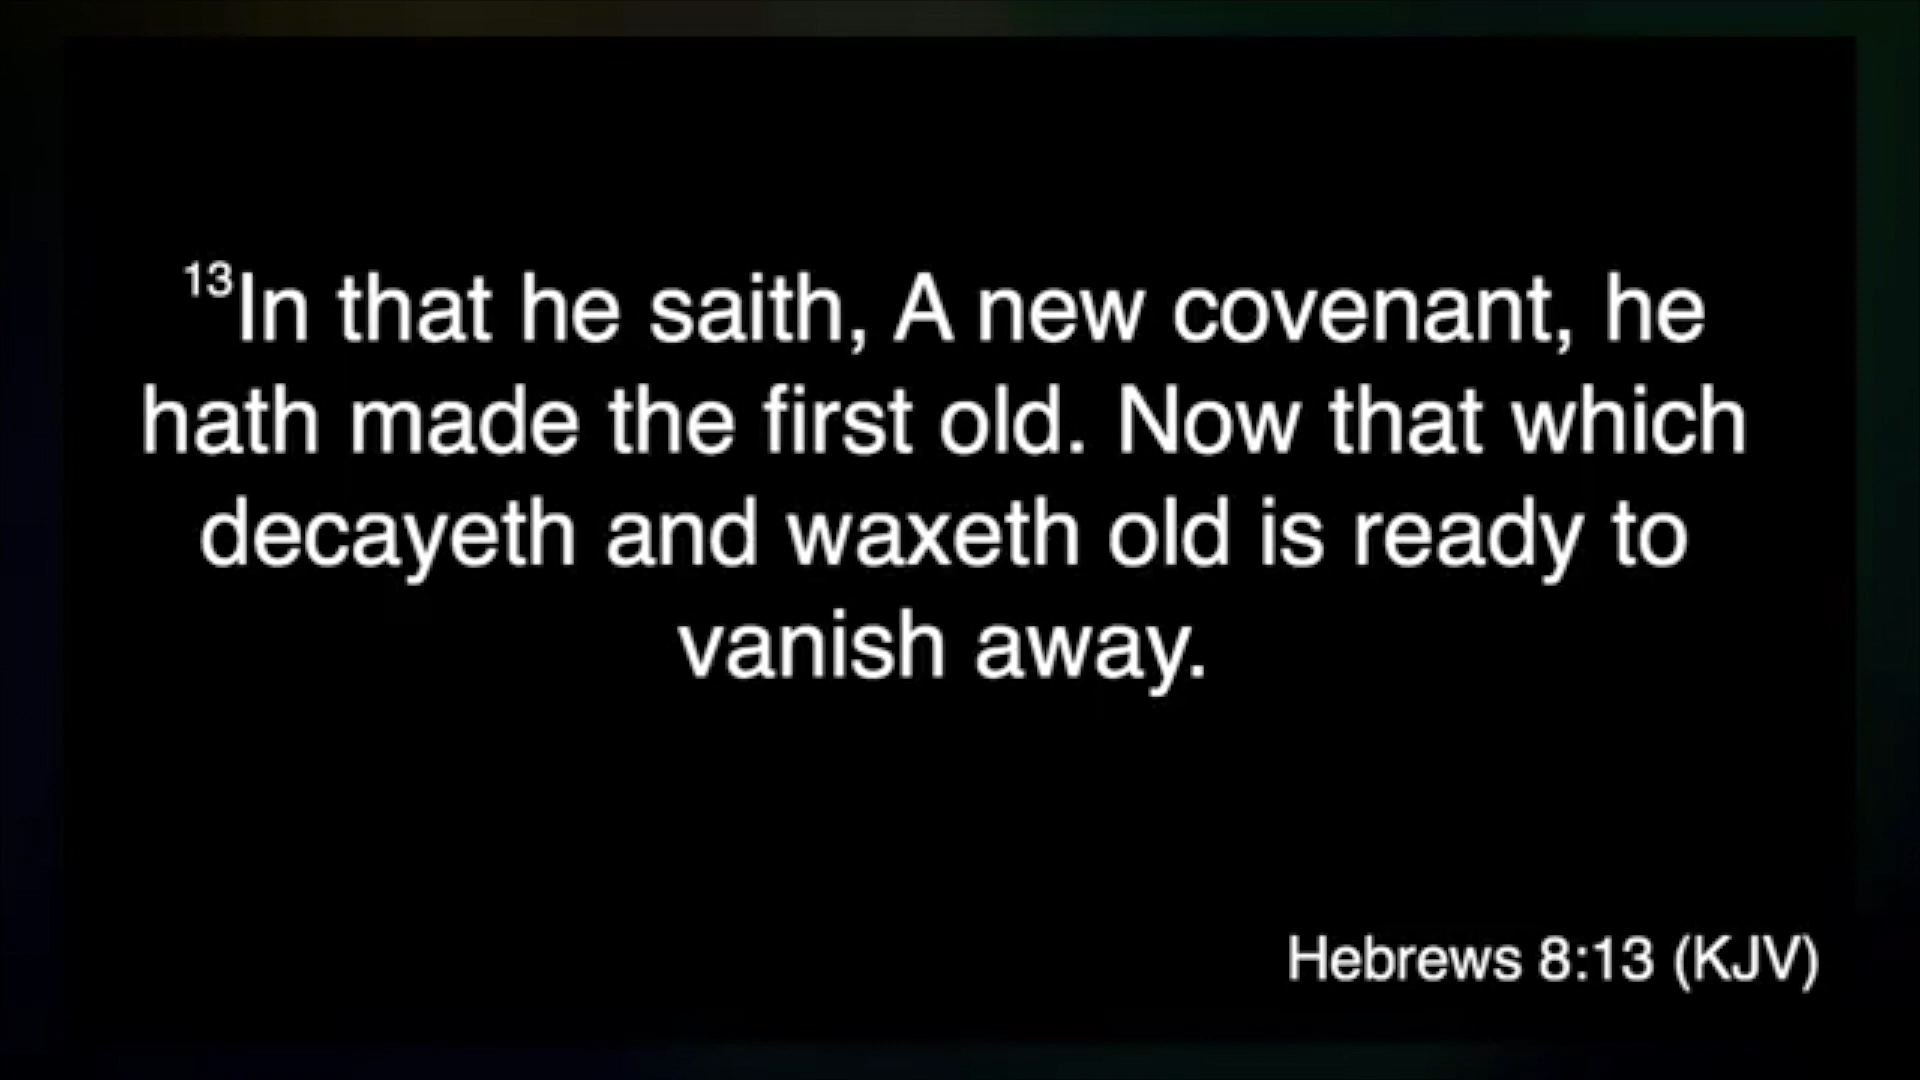 13In that he saith, A new covenant, he
hath made the first old. Now that which
decayeth and waxeth old is ready to
vanish away.
Hebrews 8:13 (KJV)